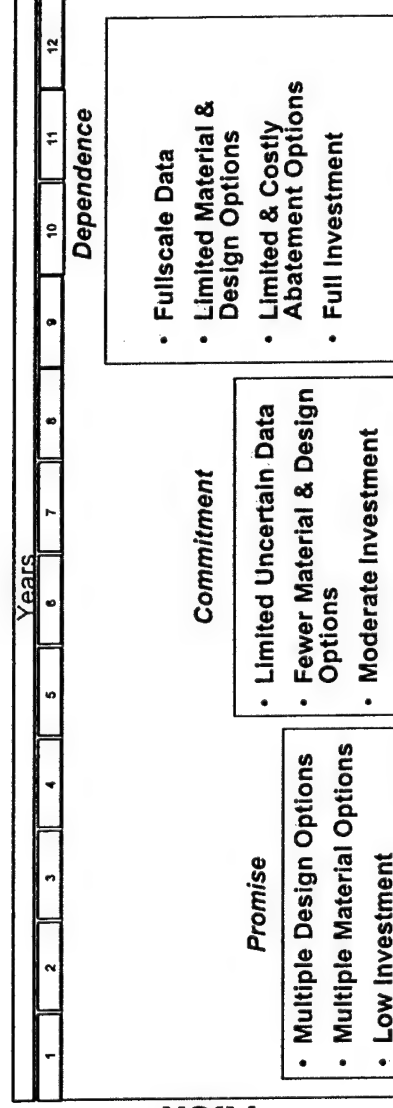 Years
1 2 3 4 5 6 7 8 9 10 11 12
Promise
• Multiple Design Options
• Multiple Material Options
• Low Investment
Commitment
• Limited Uncertain Data
• Fewer Material & Design
Options
• Moderate Investment
Dependence
• Fullscale Data
• Limited Material &
Design Options
• Limited & Costly
Abatement Options
• Full Investment